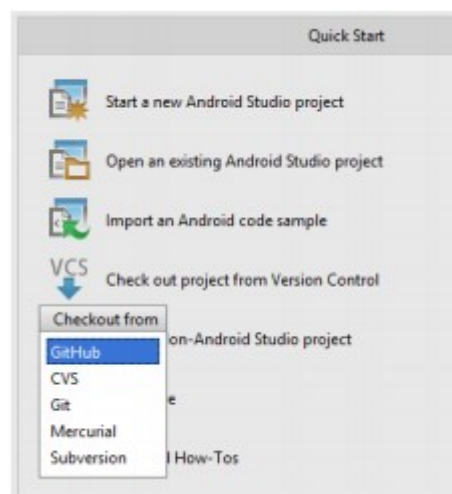 Quick Start
Start a new Android Studio project
Open an existing Android Studio project
Import an Android code sample
VCS
Check out project from Version Control
Checkout from
GitHub
on-Android Studio project
CVS
Git
e
Mercurial
Subversion
l How-Tos